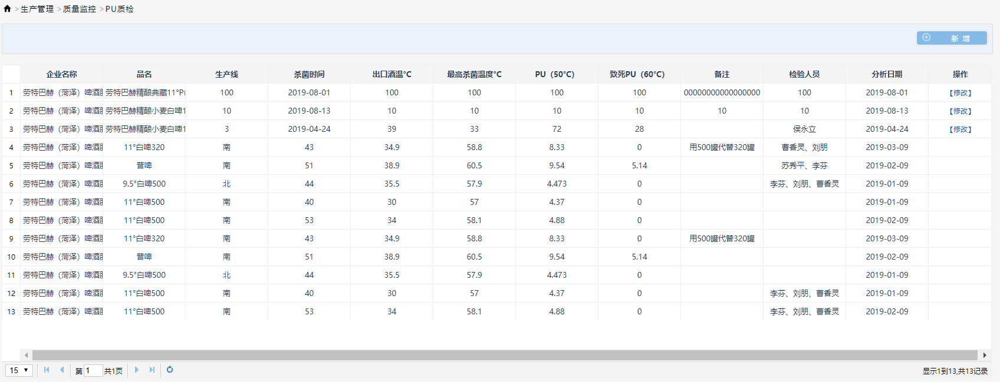 >生产管理 >质量监控 >PU质检
新 增
企业名称 品名 生产线 杀菌时间 出口酒温°C 最高杀菌温度°C PU（50°C） 致死PU（60°C） 备注 检验人员 分析日期 操作
1 劳特巴赫（菏泽）啤酒 劳特巴赫精酿典藏11°P( 100 2019-08-01 100 100 100 100 00000000000000000 100 2019-08-01 【修改】
2 劳特巴赫（菏泽）啤酒 劳特巴赫精酿小麦白啤1 10 2019-08-13 10 10 10 10 10 10 2019-08-13 【修改】
3 劳特巴赫（菏泽）啤酒 劳特巴赫精酿小麦白啤1 3 2019-04-24 39 33 72 28 侯永立 2019-04-24 【修改】
4 劳特巴赫（菏泽）啤酒 11°白啤320 南 43 34.9 58.8 8.33 0 用500罐代替320罐 曹香灵、刘朋 2019-03-09
5 劳特巴赫（菏泽）啤酒 普啤 南 51 38.9 60.5 9.54 5.14 苏秀平、李芬 2019-02-09
6 劳特巴赫（菏泽）啤酒 9.5°白啤500 北 44 35.5 57.9 4.473 0 李芬、刘朋、曹香灵 2019-01-09
7 劳特巴赫（菏泽）啤酒 11°白啤500 南 40 30 57 4.37 0 2019-01-09
8 劳特巴赫（菏泽）啤酒 11°白啤500 南 53 34 58.1 4.88 0 2019-02-09
9 劳特巴赫（菏泽）啤酒 11°白啤320 南 43 34.9 58.8 8.33 0 用500罐代替320罐 2019-03-09
10 劳特巴赫（菏泽）啤酒 普啤 南 51 38.9 60.5 9.54 5.14 2019-02-09
11 劳特巴赫（菏泽）啤酒 9.5°白啤500 北 44 35.5 57.9 4.473 0 2019-01-09
12 劳特巴赫（菏泽）啤酒 11°白啤500 南 40 30 57 4.37 0 李芬、刘朋、曹香灵 2019-01-09
13 劳特巴赫（菏泽）啤酒 11°白啤500 南 53 34 58.1 4.88 0 李芬、刘朋、曹香灵 2019-02-09
15 第 1 共1页 显示1到13,共13记录